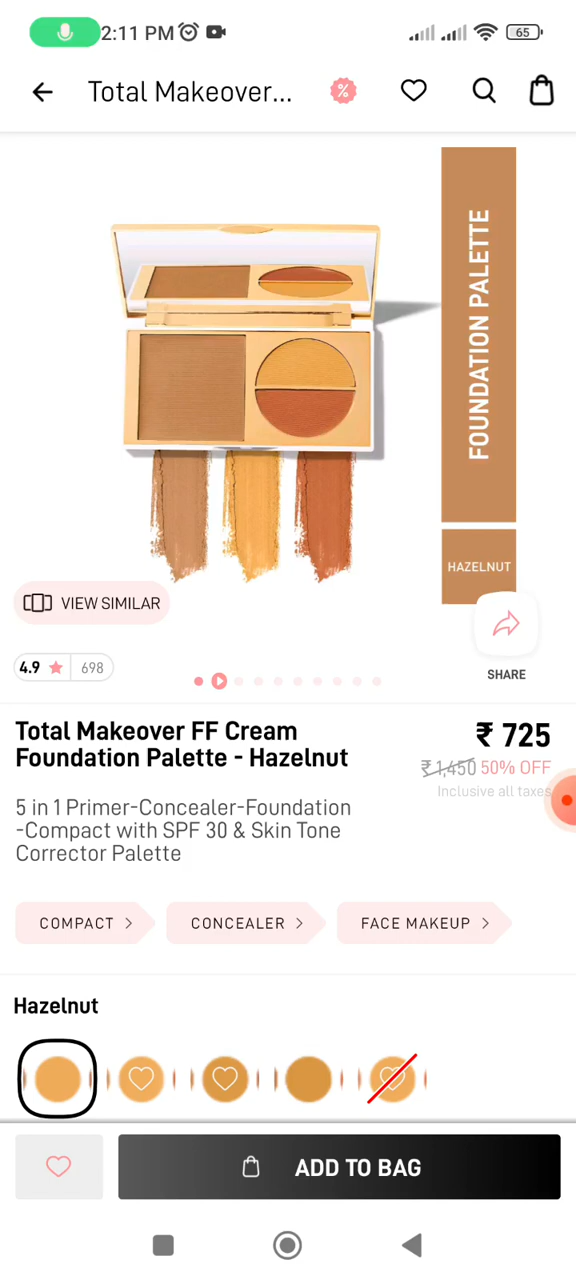 2:11 PM
65
Total Makeover...
%
FOUNDATION PALETTE
HAZELNUT
VIEW SIMILAR
4.9 698
SHARE
Total Makeover FF Cream
Foundation Palette - Hazelnut
₹ 725
₹ 1,450 50% OFF
Inclusive all taxes
5 in 1 Primer-Concealer-Foundation
-Compact with SPF 30 & Skin Tone
Corrector Palette
COMPACT >
CONCEALER >
FACE MAKEUP >
Hazelnut
ADD TO BAG